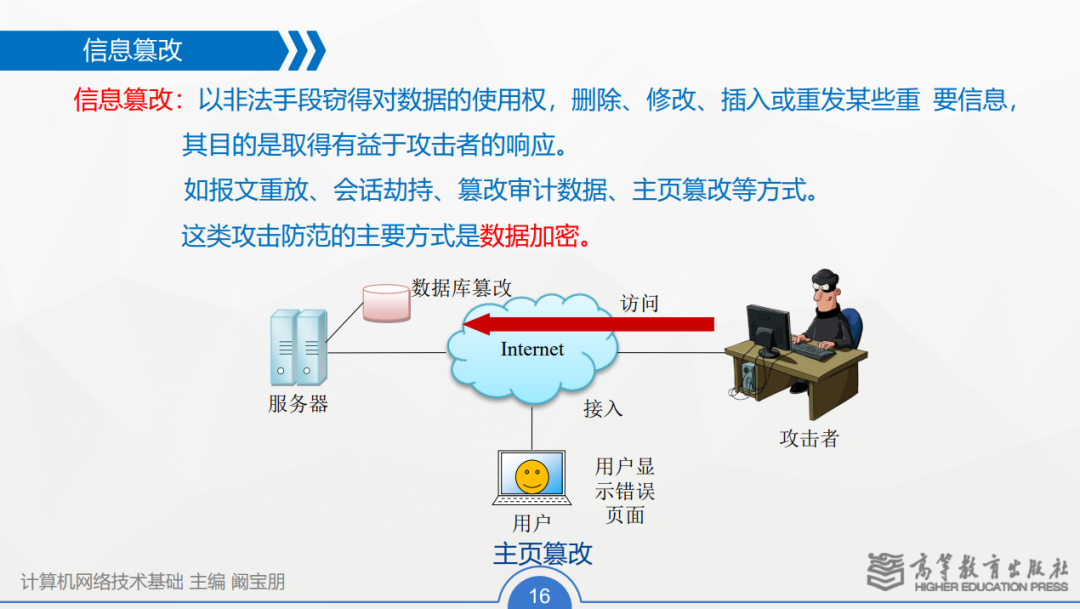 信息篡改
信息篡改：以非法手段窃得对数据的使用权，删除、修改、插入或重发某些重 要信息，
其目的是取得有益于攻击者的响应。
如报文重放、会话劫持、篡改审计数据、主页篡改等方式。
这类攻击防范的主要方式是数据加密。
数据库篡改
访问
Internet
服务器
接入
攻击者
用户显
示错误
页面
用户
主页篡改
计算机网络技术基础 主编 阚宝朋
16
高等教育出版社
HIGHER EDUCATION PRESS